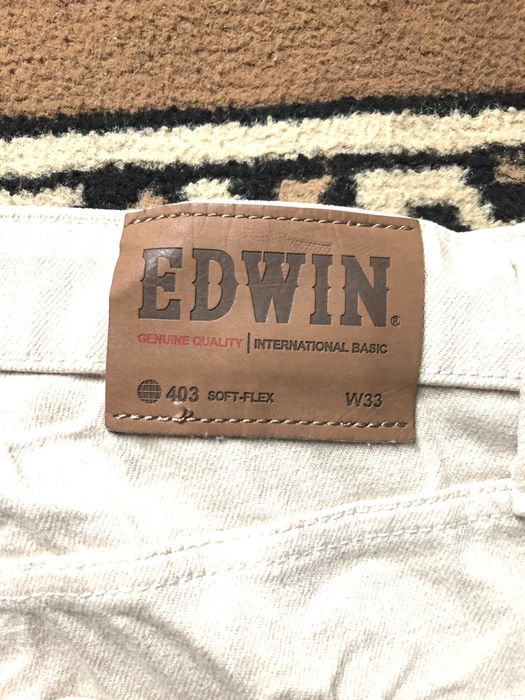 EDWIN®
GENUINE QUALITY | INTERNATIONAL BASIC
403 SOFT-FLEX W33